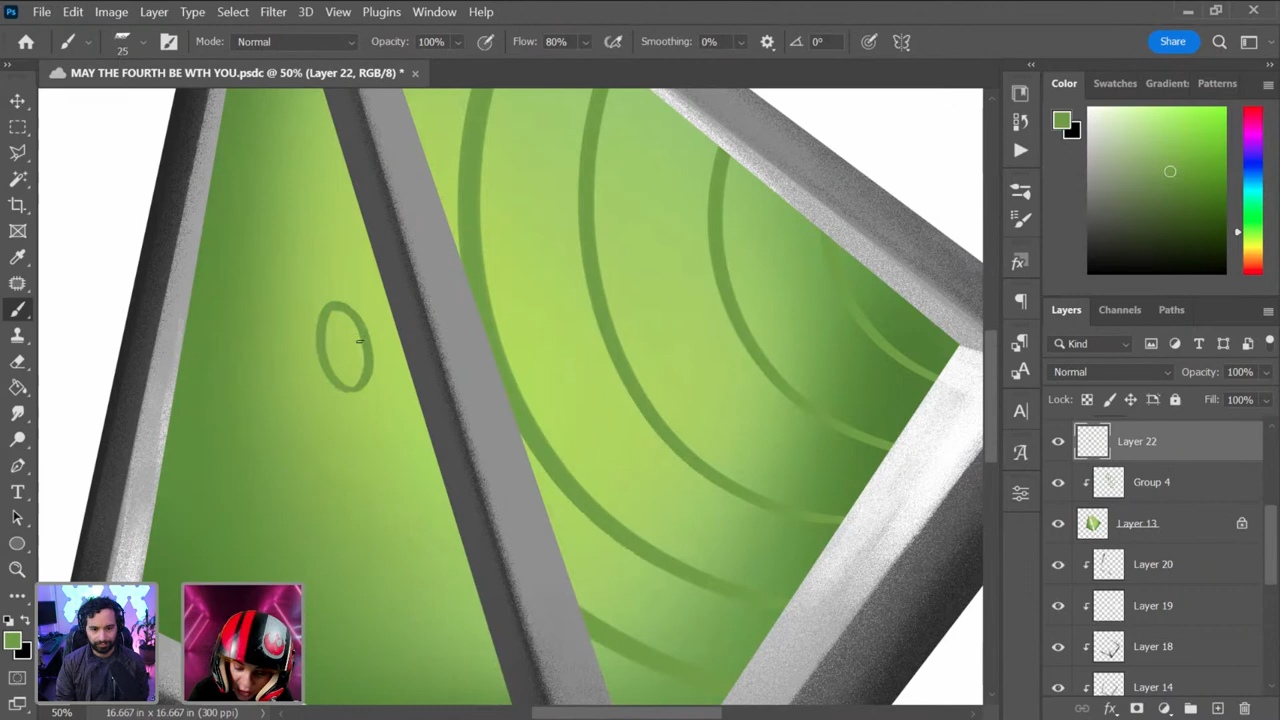 Ps File Edit Image Layer Type Select Filter 3D View Plugins Window Help
25 Mode: Normal Opacity: 100% Flow: 80% Smoothing: 0% 0° Share
MAY THE FOURTH BE WTH YOU.psdc @ 50% (Layer 22, RGB/8) *
Color Swatches Gradient: Patterns
Layers Channels Paths
Kind
Normal Opacity: 100%
Lock: Fill: 100%
Layer 22
Group 4
Layer 13
Layer 20
Layer 19
Layer 18
Layer 14
50% 16.667 in x 16.667 in (300 ppi)